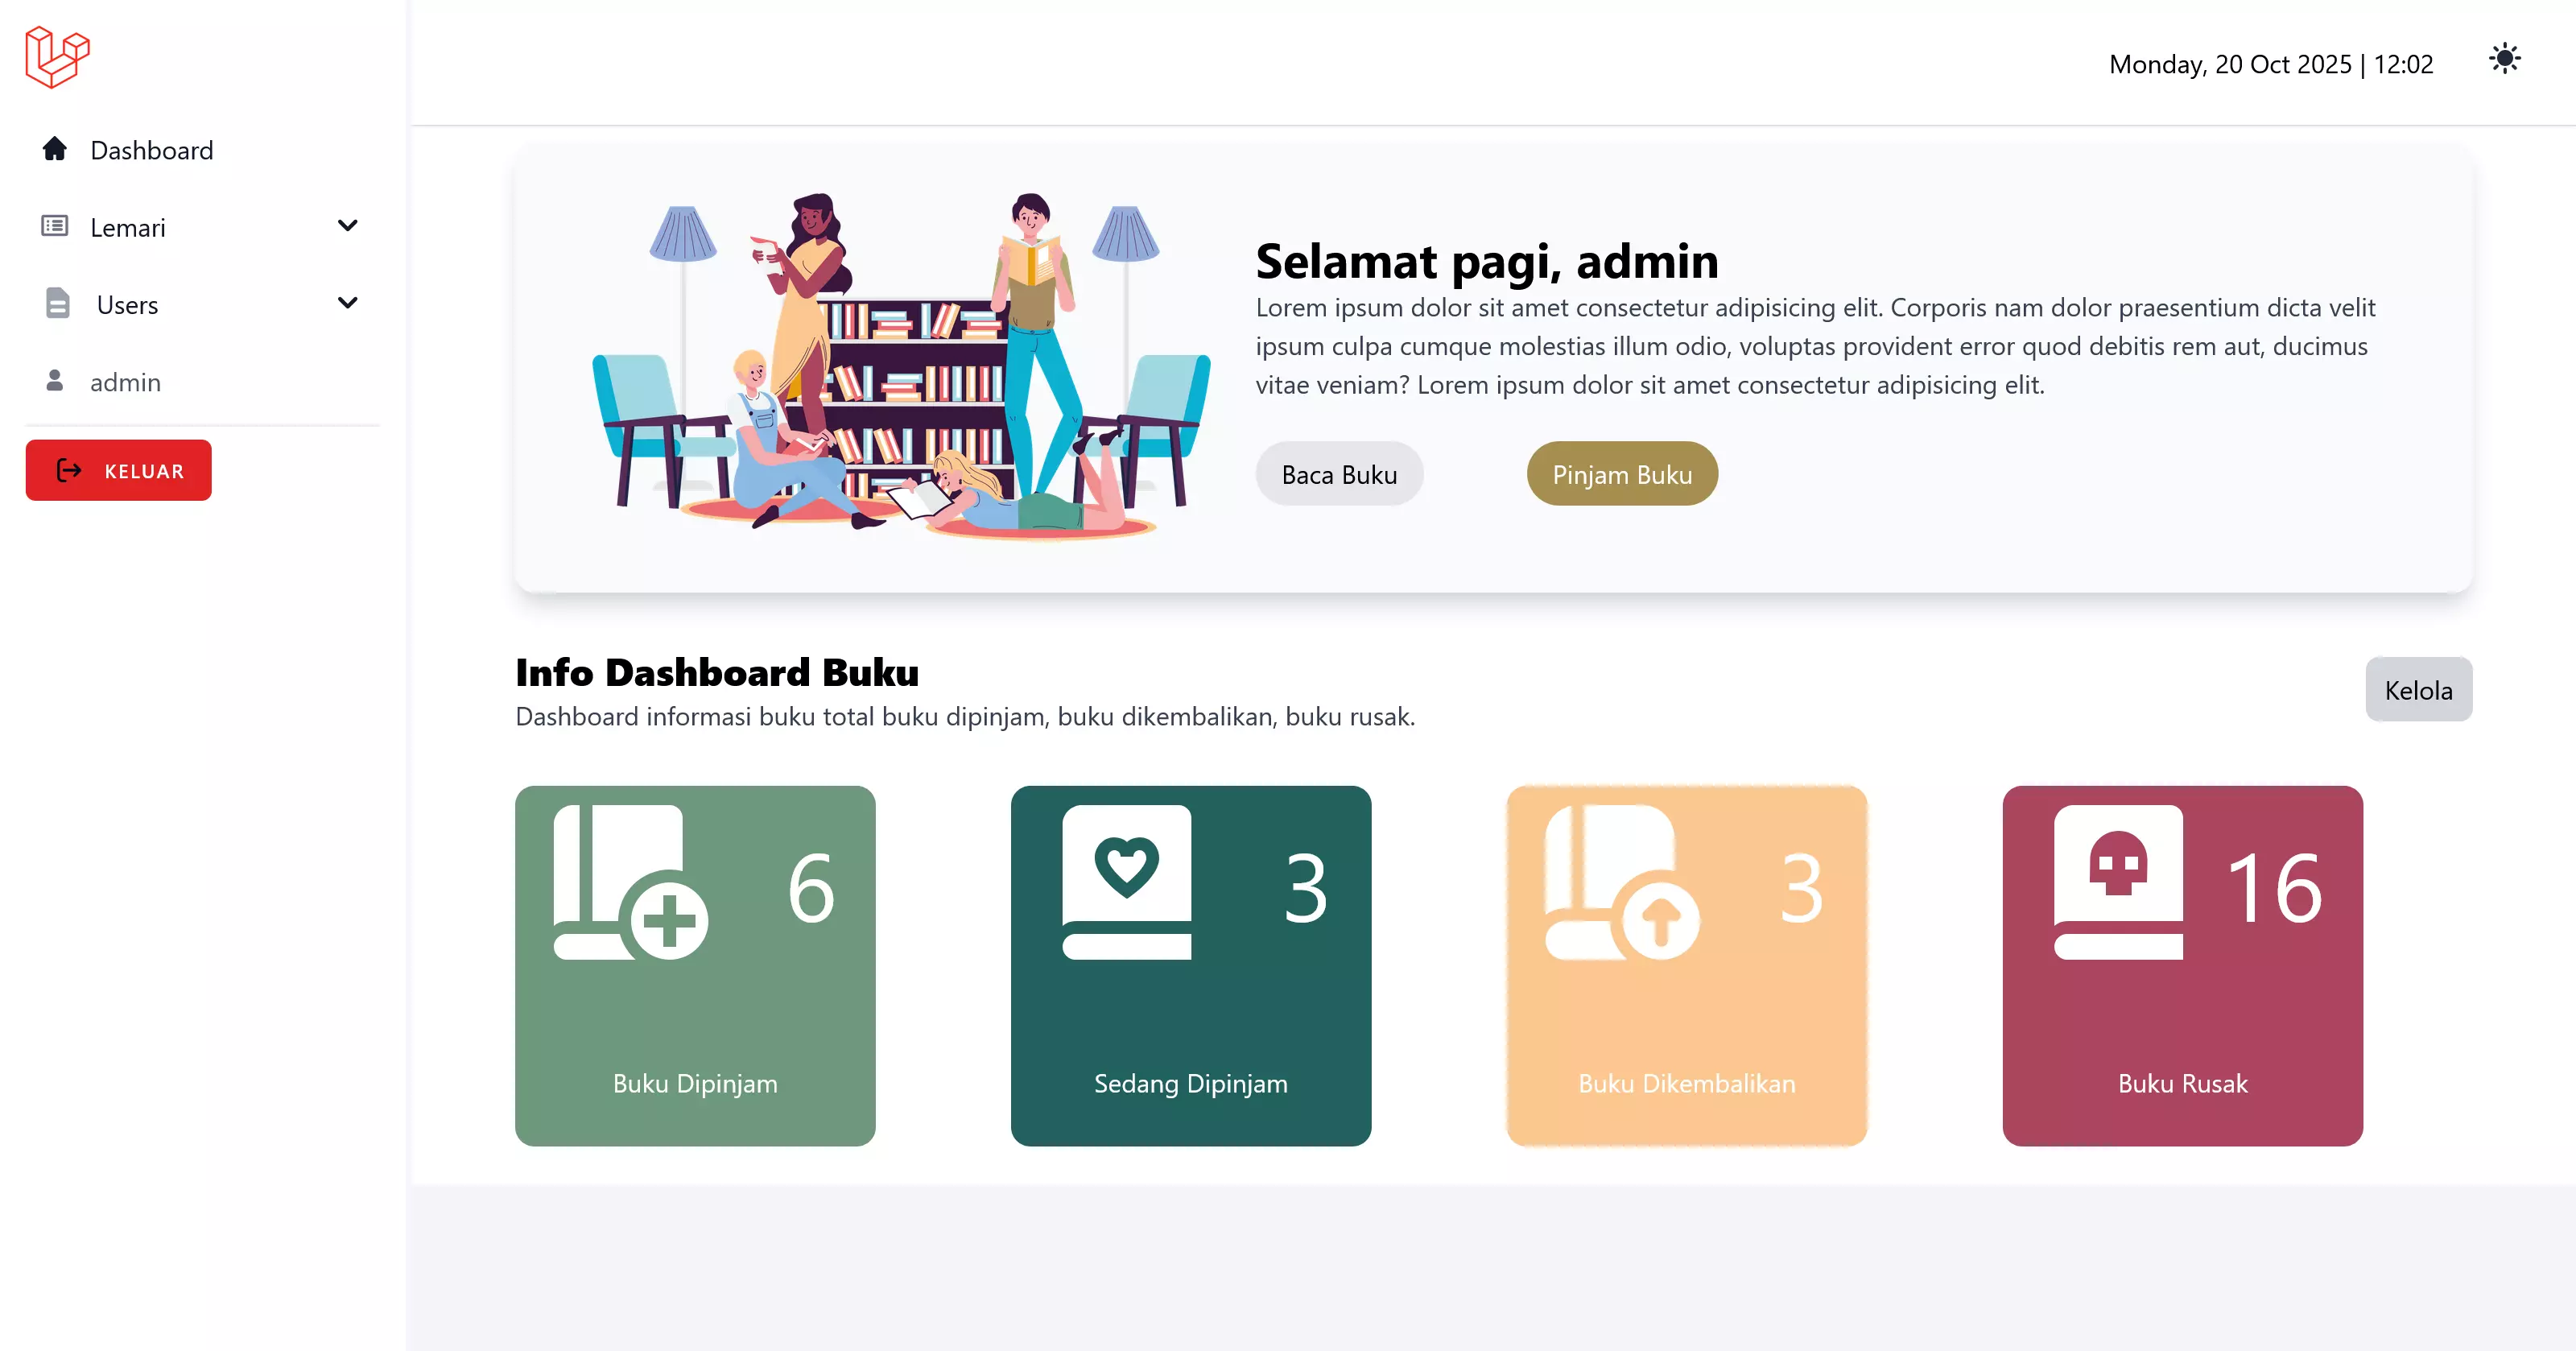 Monday, 20 Oct 2025 | 12:02
Dashboard
Lemari
Users
admin
KELUAR
Selamat pagi, admin
Lorem ipsum dolor sit amet consectetur adipisicing elit. Corporis nam dolor praesentium dicta velit
ipsum culpa cumque molestias illum odio, voluptas provident error quod debitis rem aut, ducimus
vitae veniam? Lorem ipsum dolor sit amet consectetur adipisicing elit.
Baca Buku
Pinjam Buku
Info Dashboard Buku
Dashboard informasi buku total buku dipinjam, buku dikembalikan, buku rusak.
Kelola
6
Buku Dipinjam
3
Sedang Dipinjam
3
Buku Dikembalikan
16
Buku Rusak